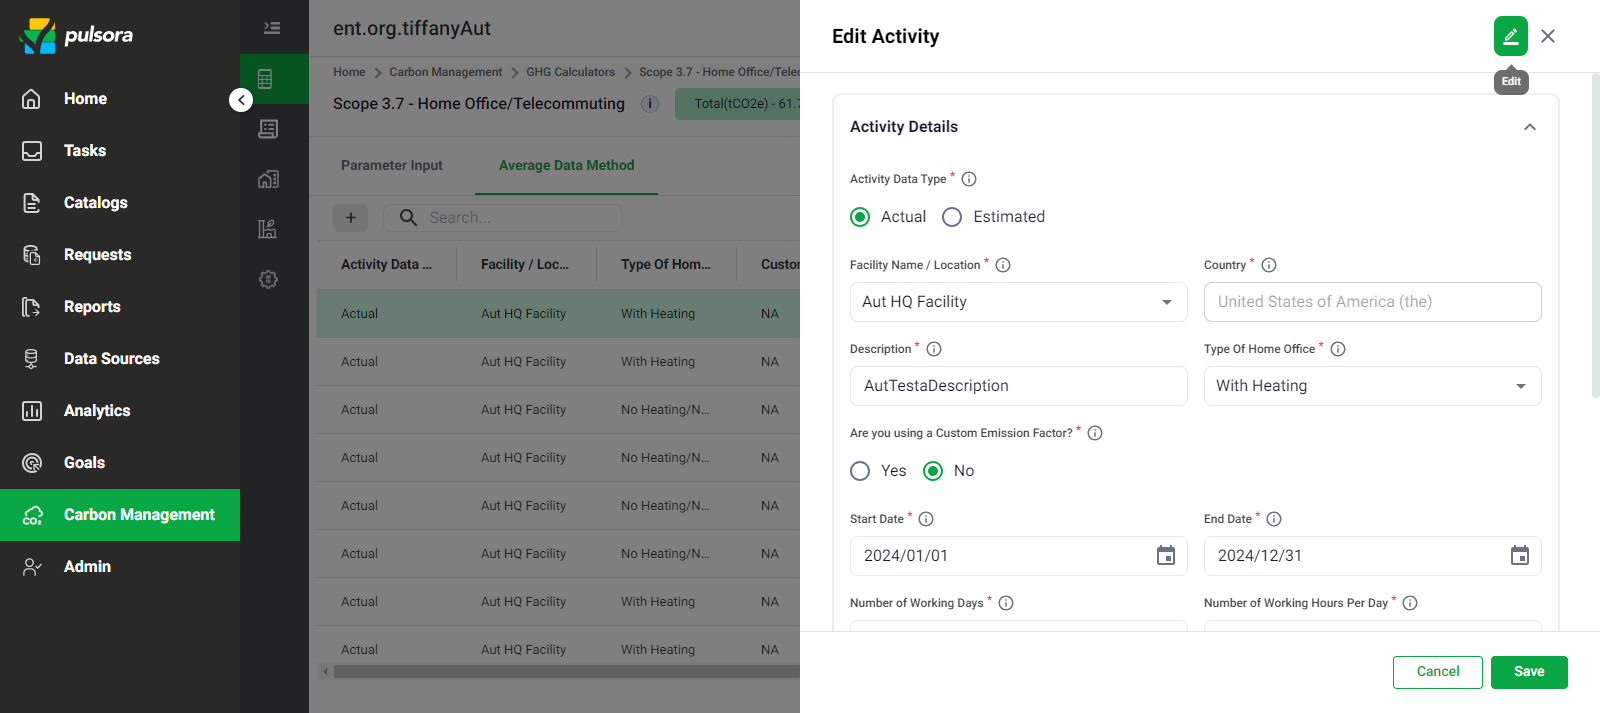 pulsora
Home
Tasks
Catalogs
Requests
Reports
Data Sources
Analytics
Goals
Carbon Management
Admin
ent.org.tiffanyAut
Home > Carbon Management > GHG Calculators > Scope 3.7 - Home Office/Tele
Scope 3.7 - Home Office/Telecommuting
Total(tCO2e) - 61.7
Parameter Input
Average Data Method
+ Search...
Activity Data ... Facility / Loc... Type Of Hom... Custor
Actual Aut HQ Facility With Heating NA
Actual Aut HQ Facility With Heating NA
Actual Aut HQ Facility No Heating/N... NA
Actual Aut HQ Facility No Heating/N... NA
Actual Aut HQ Facility No Heating/N... NA
Actual Aut HQ Facility No Heating/N... NA
Actual Aut HQ Facility With Heating NA
Actual Aut HQ Facility With Heating NA
Edit Activity
Edit
Activity Details
Activity Data Type *
Actual Estimated
Facility Name / Location * Country *
Aut HQ Facility United States of America (the)
Description * Type Of Home Office *
AutTestaDescription With Heating
Are you using a Custom Emission Factor? *
Yes No
Start Date * End Date *
2024/01/01 2024/12/31
Number of Working Days * Number of Working Hours Per Day *
Cancel Save